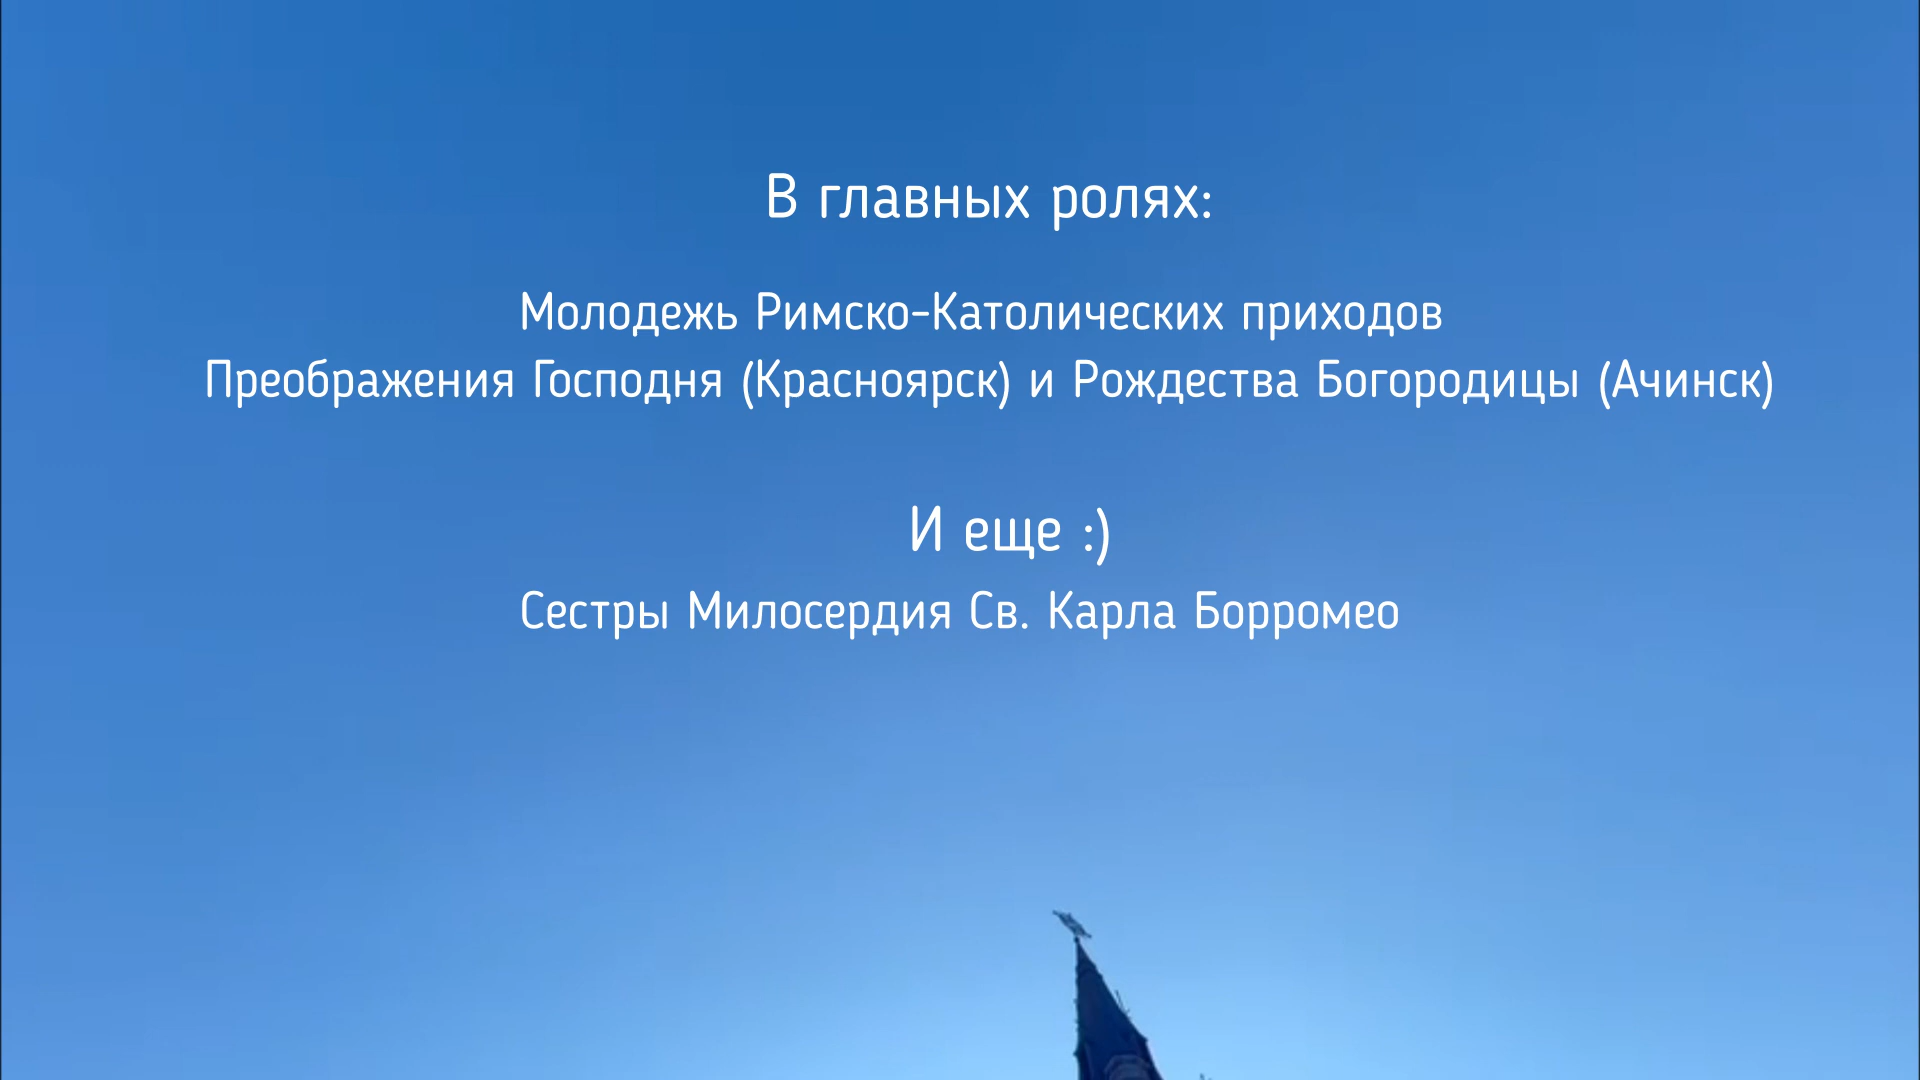 В главных ролях:
Молодежь Римско-Католических приходов
Преображения Господня (Красноярск) и Рождества Богородицы (Ачинск)
И еще :)
Сестры Милосердия Св. Карла Борромео